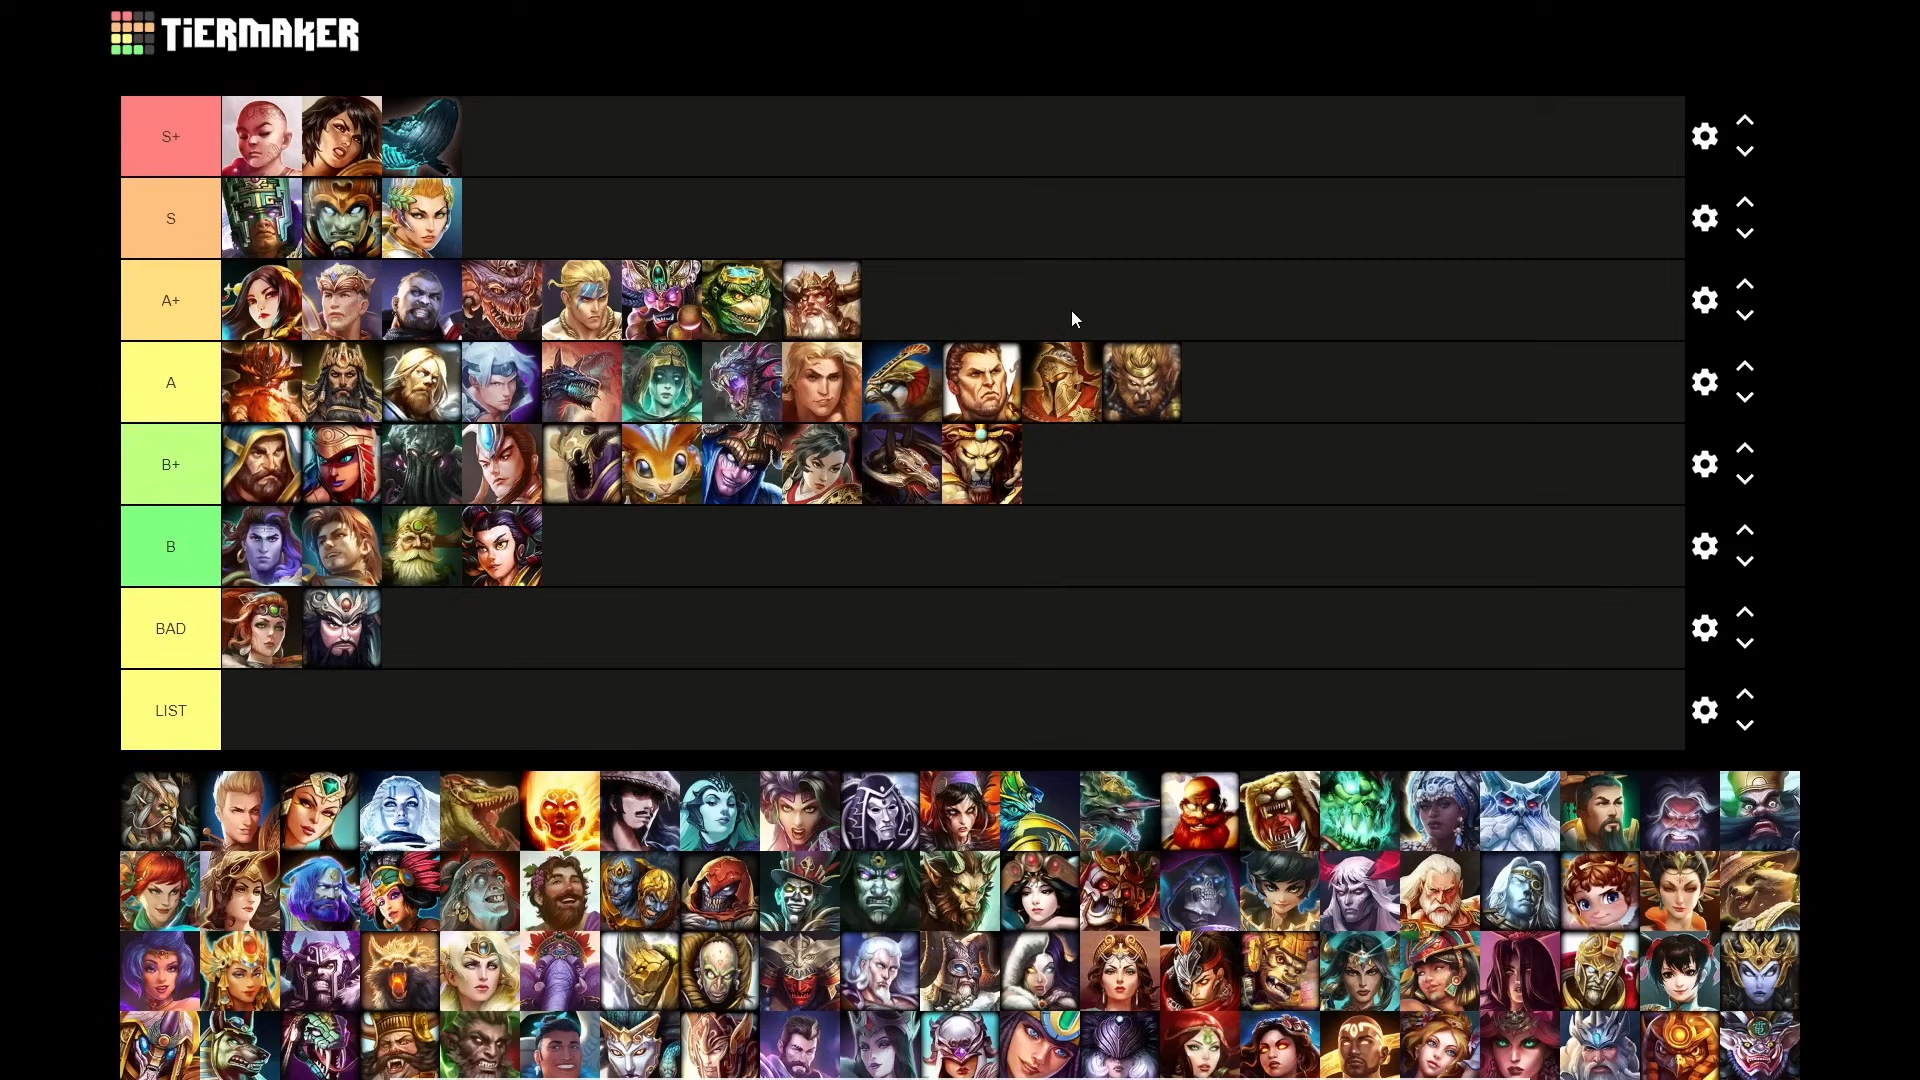 TIERMAKER
S+
S
A+
A
B+
B
BAD
LIST